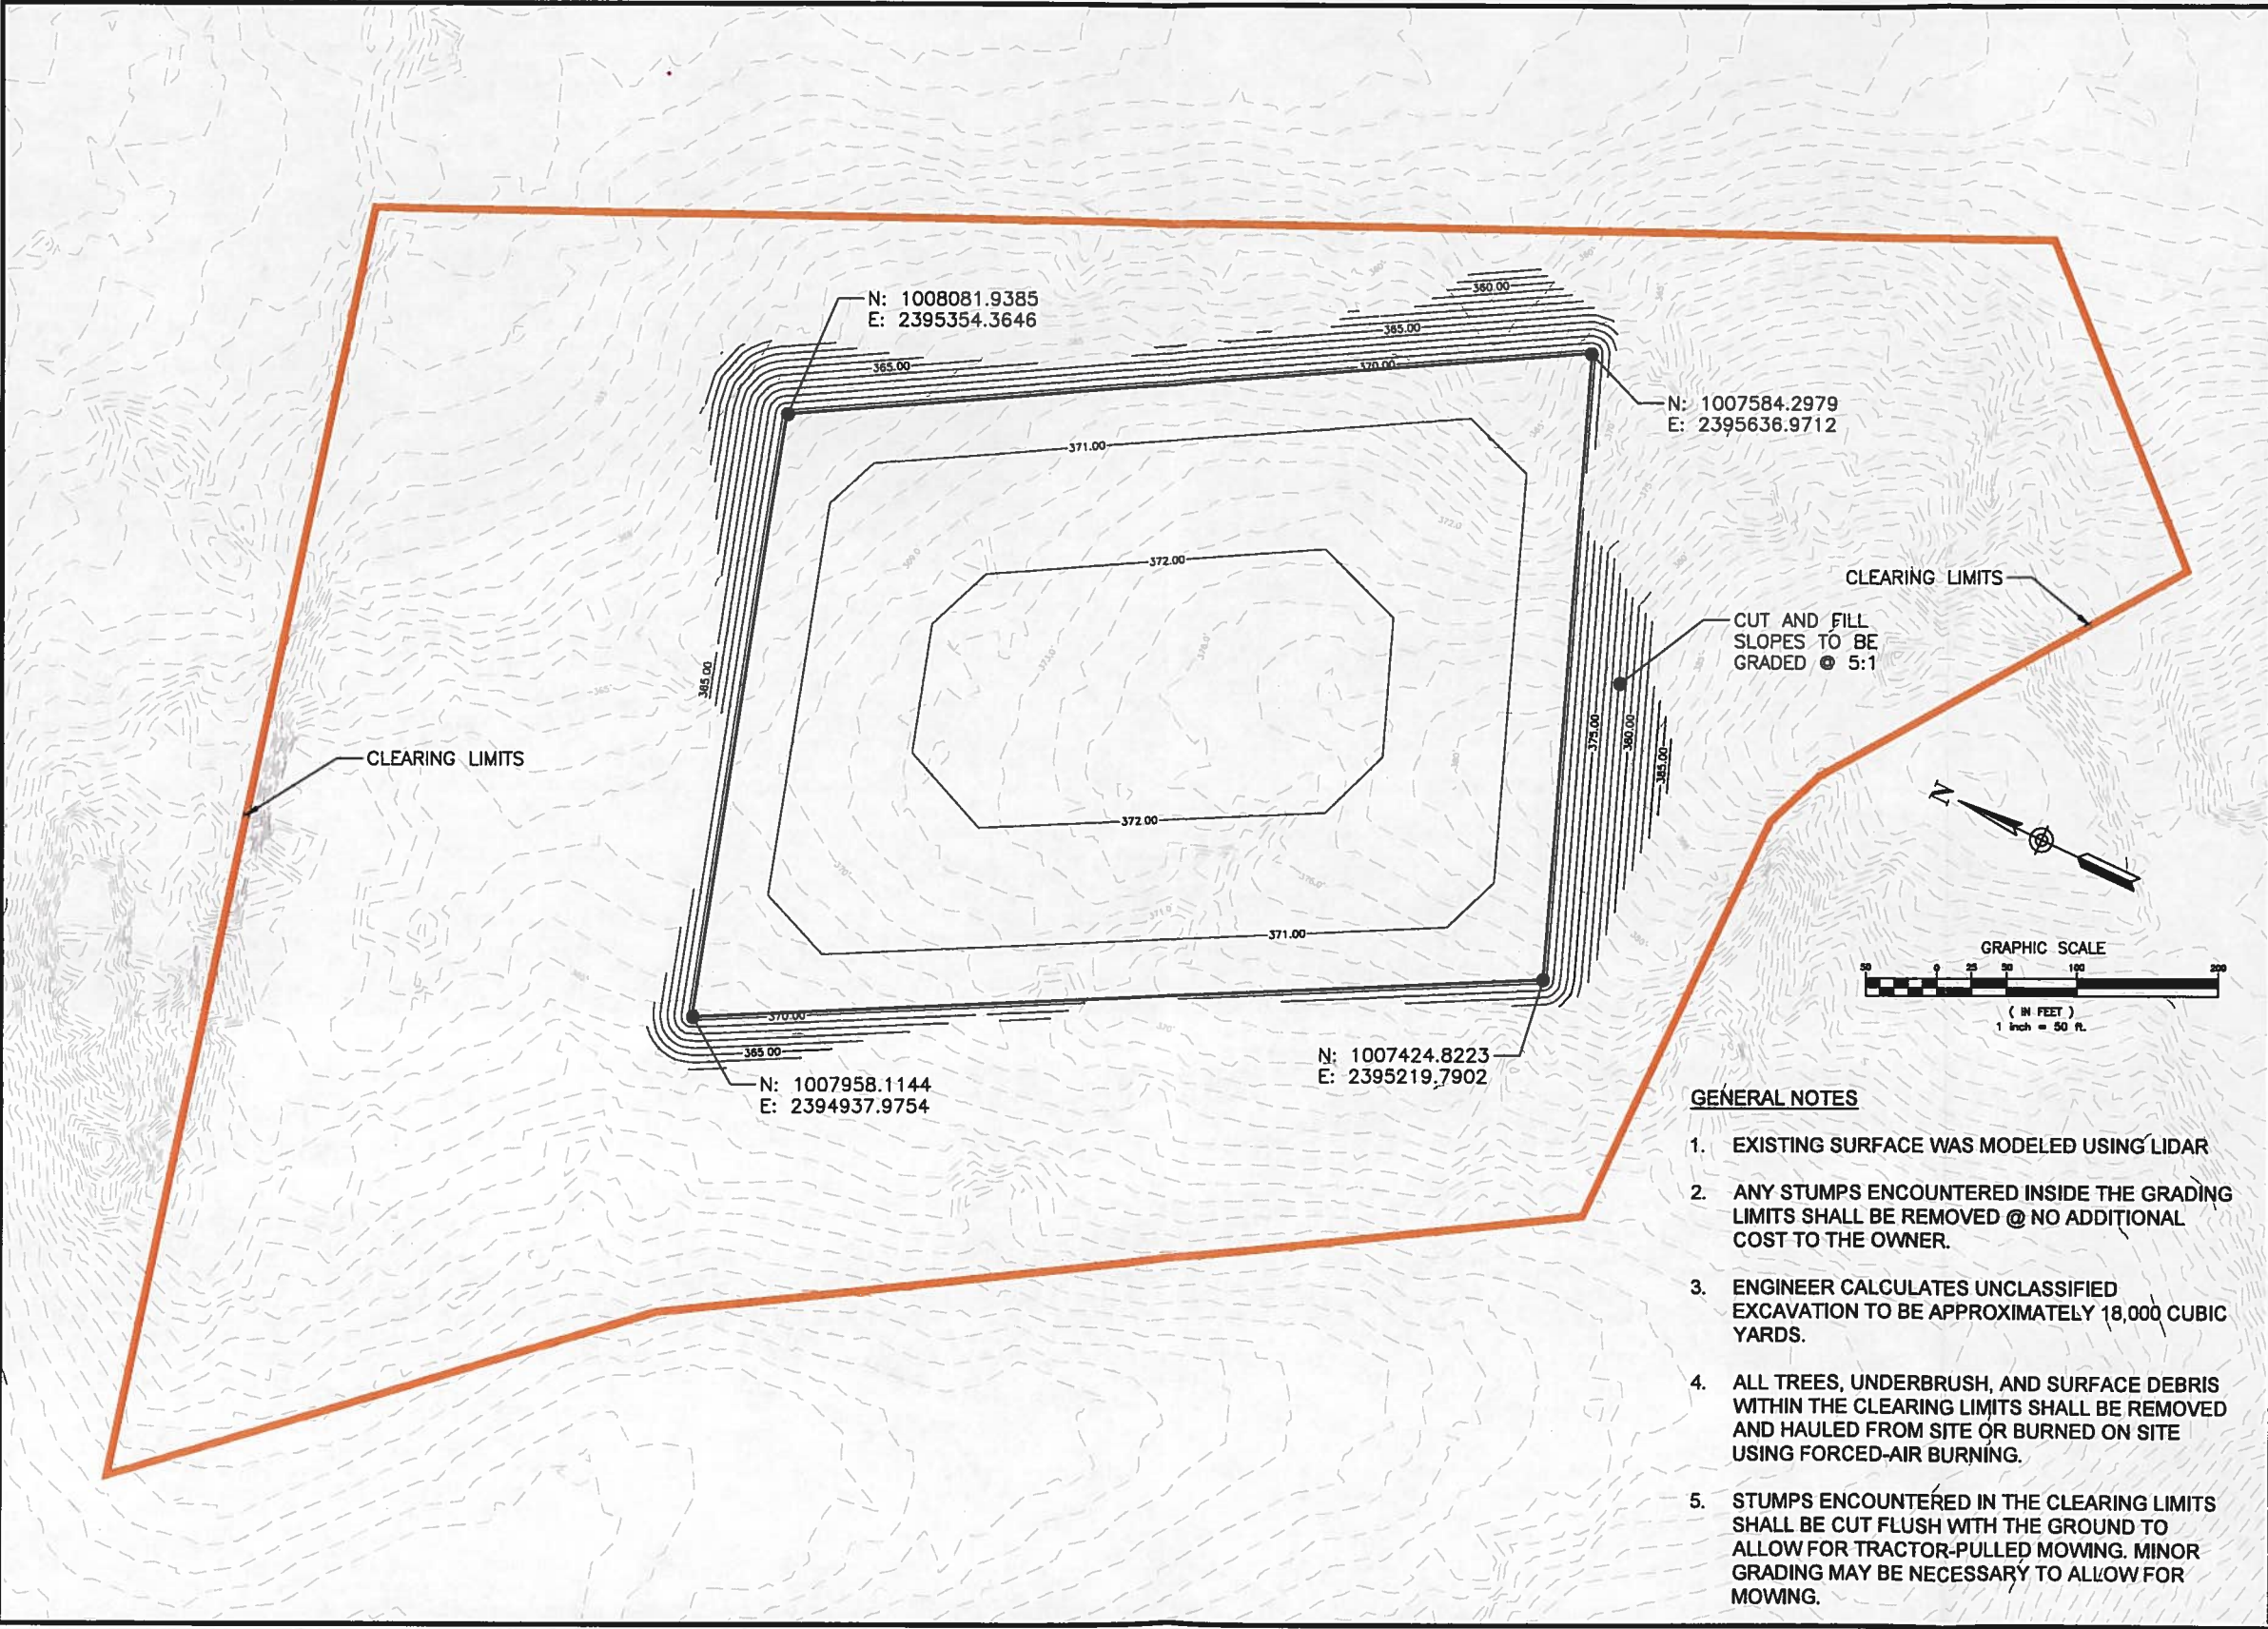 360.00
N: 1008081.9385
E: 2395354.3646
365.00
365.00
370.00
N: 1007584.2979
E: 2395636.9712
371.00
372.0
372.00
CLEARING LIMITS
CUT AND FILL
SLOPES TO BE
GRADED @ 5:1
365.00
375.00
380.00
385.00
CLEARING LIMITS
N
372.00
371.00
GRAPHIC SCALE
50 0 25 50 100 200
( IN FEET )
1 inch = 50 ft.
370.00
365.00
N: 1007424.8223
E: 2395219.7902
N: 1007958.1144
E: 2394937.9754
GENERAL NOTES
1. EXISTING SURFACE WAS MODELED USING LIDAR
2. ANY STUMPS ENCOUNTERED INSIDE THE GRADING
LIMITS SHALL BE REMOVED @ NO ADDITIONAL
COST TO THE OWNER.
3. ENGINEER CALCULATES UNCLASSIFIED
EXCAVATION TO BE APPROXIMATELY 18,000 CUBIC
YARDS.
4. ALL TREES, UNDERBRUSH, AND SURFACE DEBRIS
WITHIN THE CLEARING LIMITS SHALL BE REMOVED
AND HAULED FROM SITE OR BURNED ON SITE
USING FORCED-AIR BURNING.
5. STUMPS ENCOUNTERED IN THE CLEARING LIMITS
SHALL BE CUT FLUSH WITH THE GROUND TO
ALLOW FOR TRACTOR-PULLED MOWING. MINOR
GRADING MAY BE NECESSARY TO ALLOW FOR
MOWING.